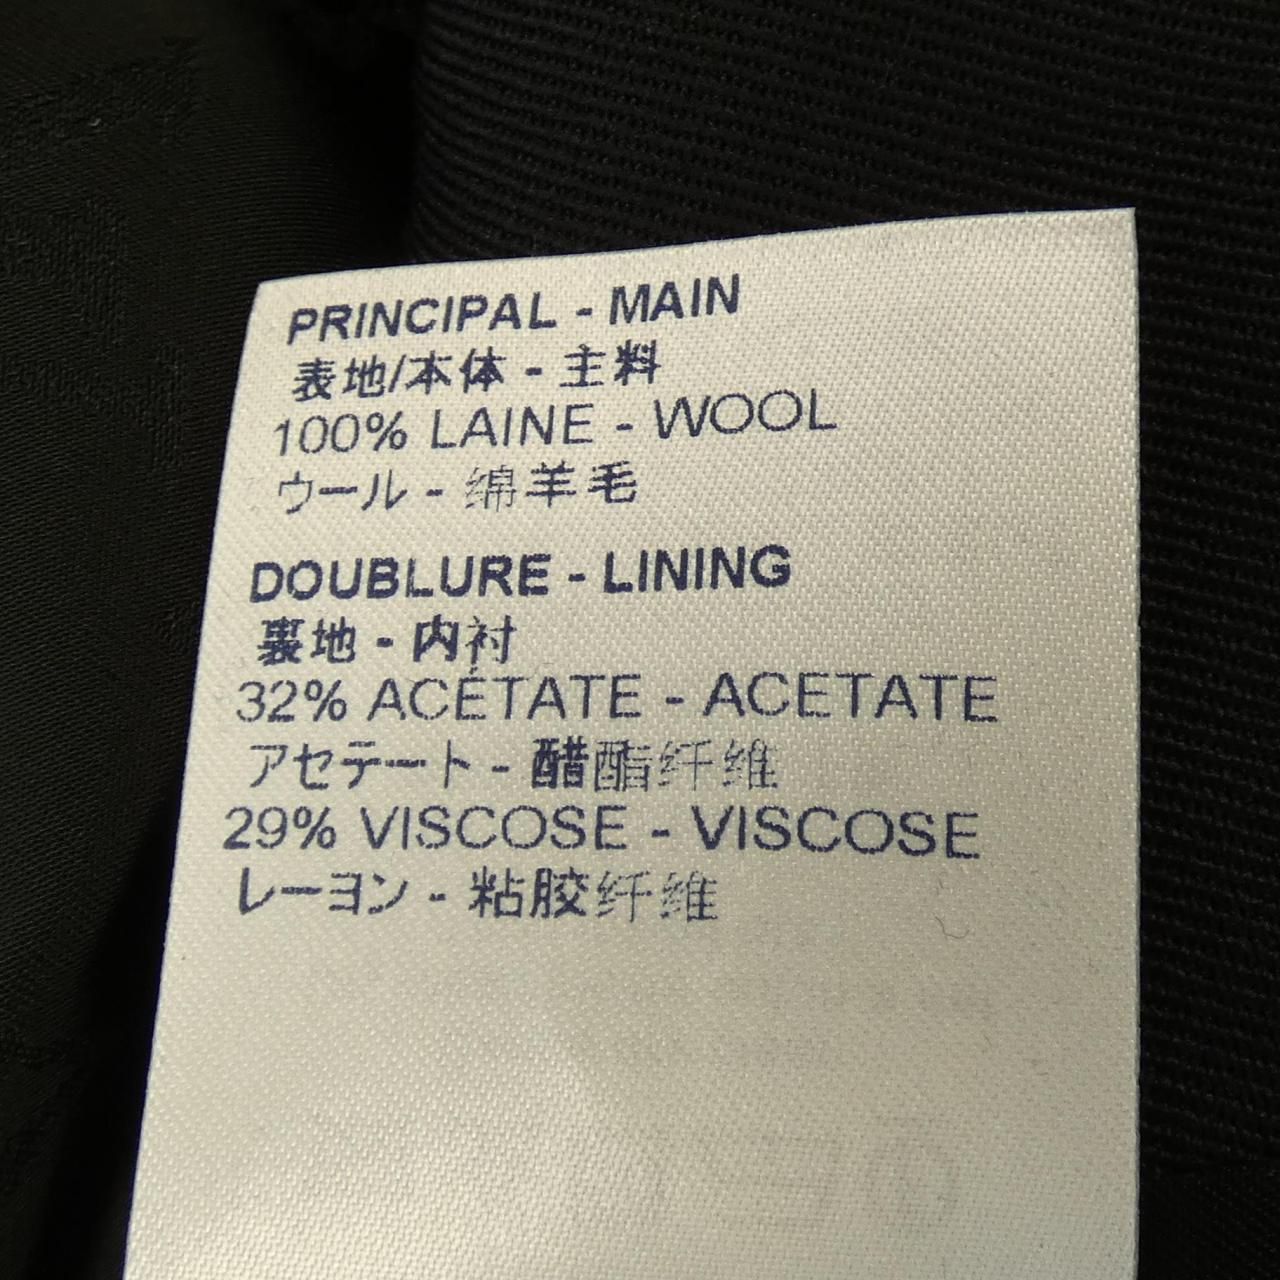 PRINCIPAL - MAIN
表地/本体 - 主料
100% LAINE - WOOL
ウール - 绵羊毛
DOUBLURE - LINING
裏地 - 内衬
32% ACÉTATE - ACETATE
アセテート - 醋酯纤维
29% VISCOSE - VISCOSE
レーヨン - 粘胶纤维